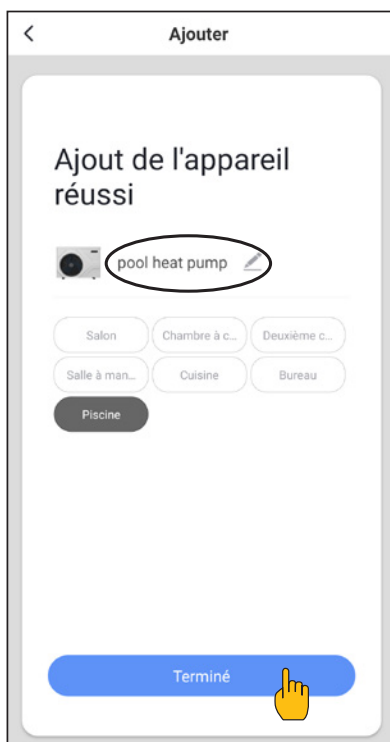 Ajouter
Ajout de l'appareil
réussi
pool heat pump
Salon Chambre à c... Deuxième c...
Salle à man... Cuisine Bureau
Piscine
Terminé